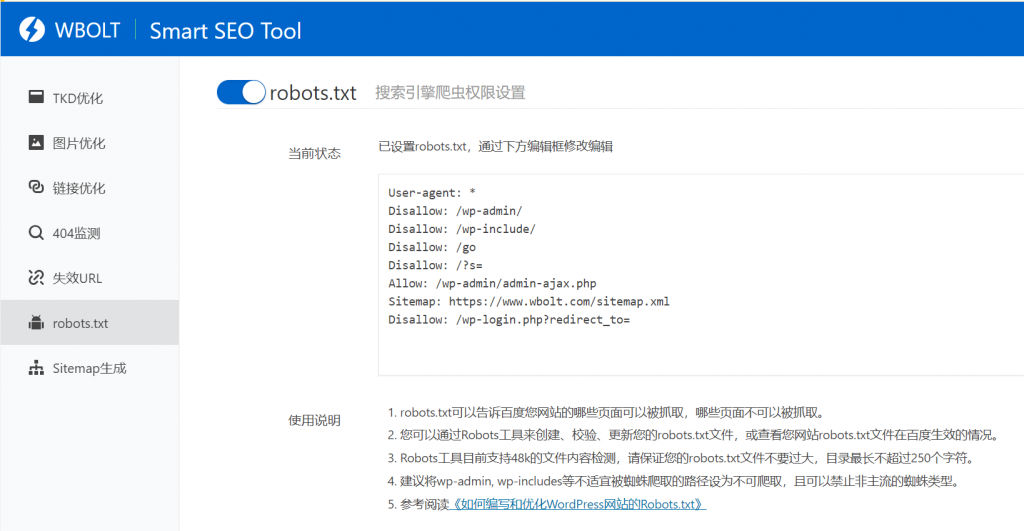 WBOLT Smart SEO Tool
TKD优化
图片优化
链接优化
404监测
失效URL
robots.txt
Sitemap生成
robots.txt 搜索引擎爬虫权限设置
当前状态 已设置robots.txt，通过下方编辑框修改编辑
User-agent: *
Disallow: /wp-admin/
Disallow: /wp-include/
Disallow: /go
Disallow: /?s=
Allow: /wp-admin/admin-ajax.php
Sitemap: https://www.wbolt.com/sitemap.xml
Disallow: /wp-login.php?redirect_to=
使用说明
1. robots.txt可以告诉百度您网站的哪些页面可以被抓取，哪些页面不可以被抓取。
2. 您可以通过Robots工具来创建、校验、更新您的robots.txt文件，或查看您网站robots.txt文件在百度生效的情况。
3. Robots工具目前支持48k的文件内容检测，请保证您的robots.txt文件不要过大，目录最长不超过250个字符。
4. 建议将wp-admin, wp-includes等不适宜被蜘蛛爬取的路径设为不可爬取，且可以禁止非主流的蜘蛛类型。
5. 参考阅读《如何编写和优化WordPress网站的Robots.txt》